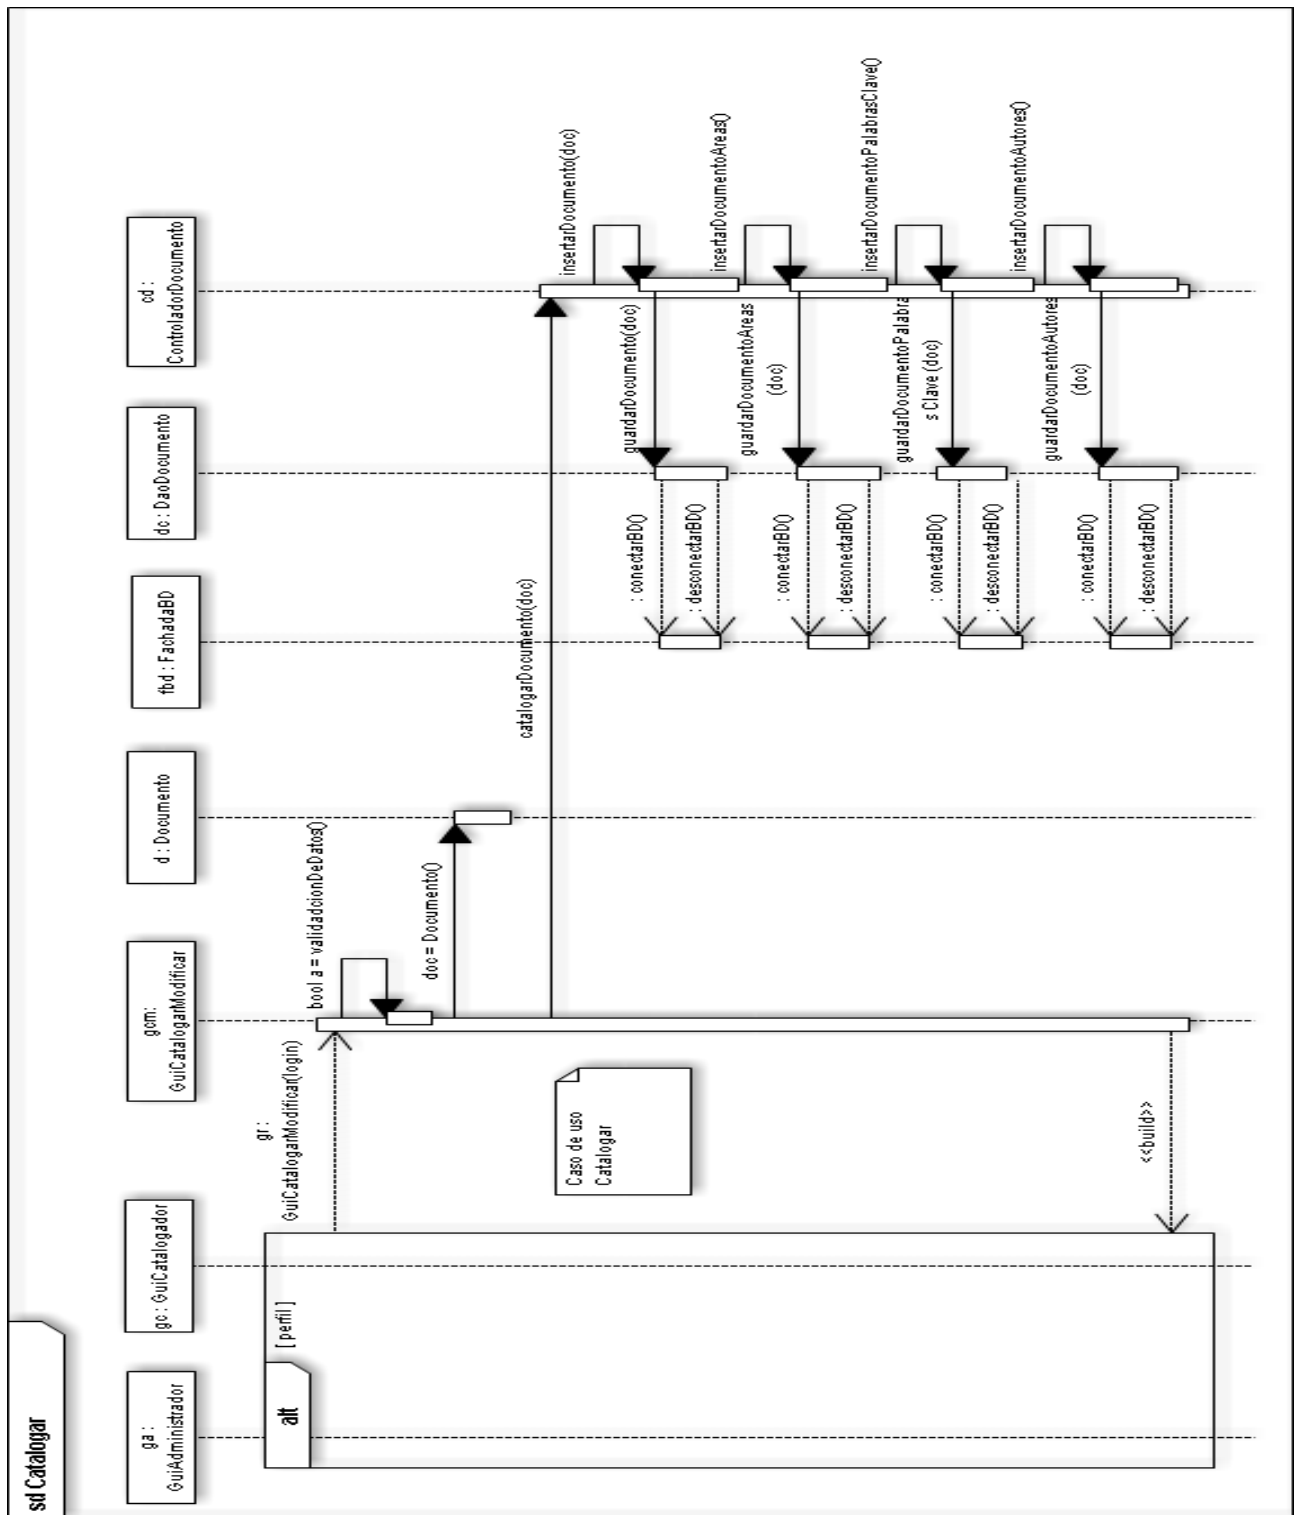 sd Catalogar
ga :
GuiAdministrador
gc : GuiCatalogador
gcm:
GuiCatalogarModificar
d : Documento
fbd : FachadaBD
dc : DaoDocumento
cd :
ControladorDocumento
alt
[ perfil ]
gr :
GuiCatalogarModificar(login)
bool a = validadcionDeDatos()
doc = Documento()
catalogarDocumento(doc)
insertarDocumento(doc)
guardarDocumento(doc)
: conectarBD()
: desconectarBD()
insertarDocumentoAreas()
guardarDocumentoAreas
(doc)
: conectarBD()
: desconectarBD()
insertarDocumentoPalabrasClave()
guardarDocumentoPalabra
s Clave (doc)
: conectarBD()
: desconectarBD()
insertarDocumentoAutores()
guardarDocumentoAutores
(doc)
: conectarBD()
: desconectarBD()
Caso de uso
Catalogar
<<build>>